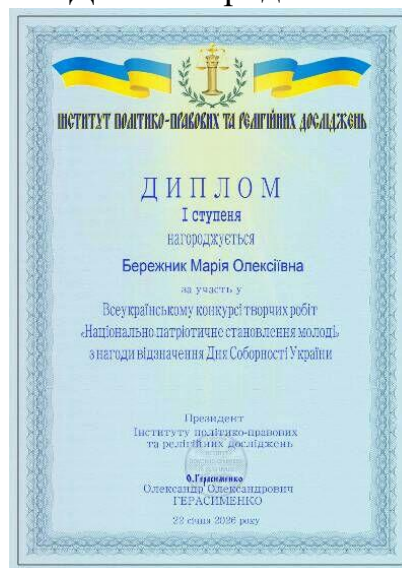 ІНСТИТУТ ПОЛІТИКО-ПРАВОВИХ ТА РЕЛІГІЙНИХ ДОСЛІДЖЕНЬ
ДИПЛОМ
І ступеня
нагороджується
Бережник Марія Олексіївна
за участь у
Всеукраїнському конкурсі творчих робіт
«Національно патріотичне становлення молоді»
з нагоди відзначення Дня Соборності України
Президент
Інституту політико-правових
та релігійних досліджень
О.Герасименко
Олександр Олександрович
ГЕРАСИМЕНКО
22 січня 2026 року